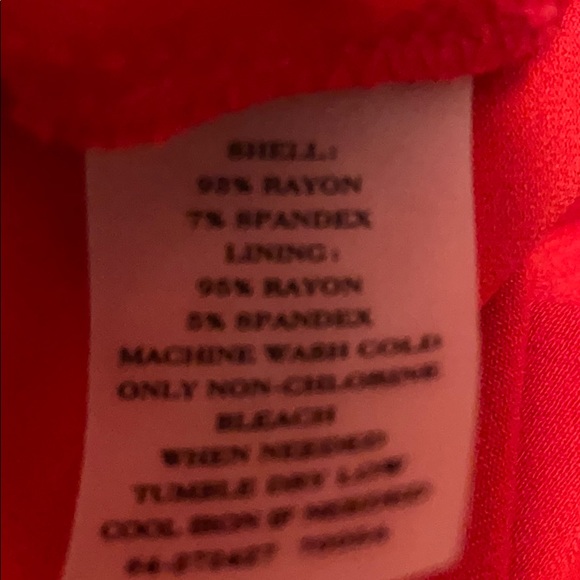 SHELL:
93% RAYON
7% SPANDEX
LINING:
95% RAYON
5% SPANDEX
MACHINE WASH COLD
ONLY NON-CHLORINE
BLEACH
WHEN NEEDED
TUMBLE DRY LOW
COOL IRON IF NEEDED